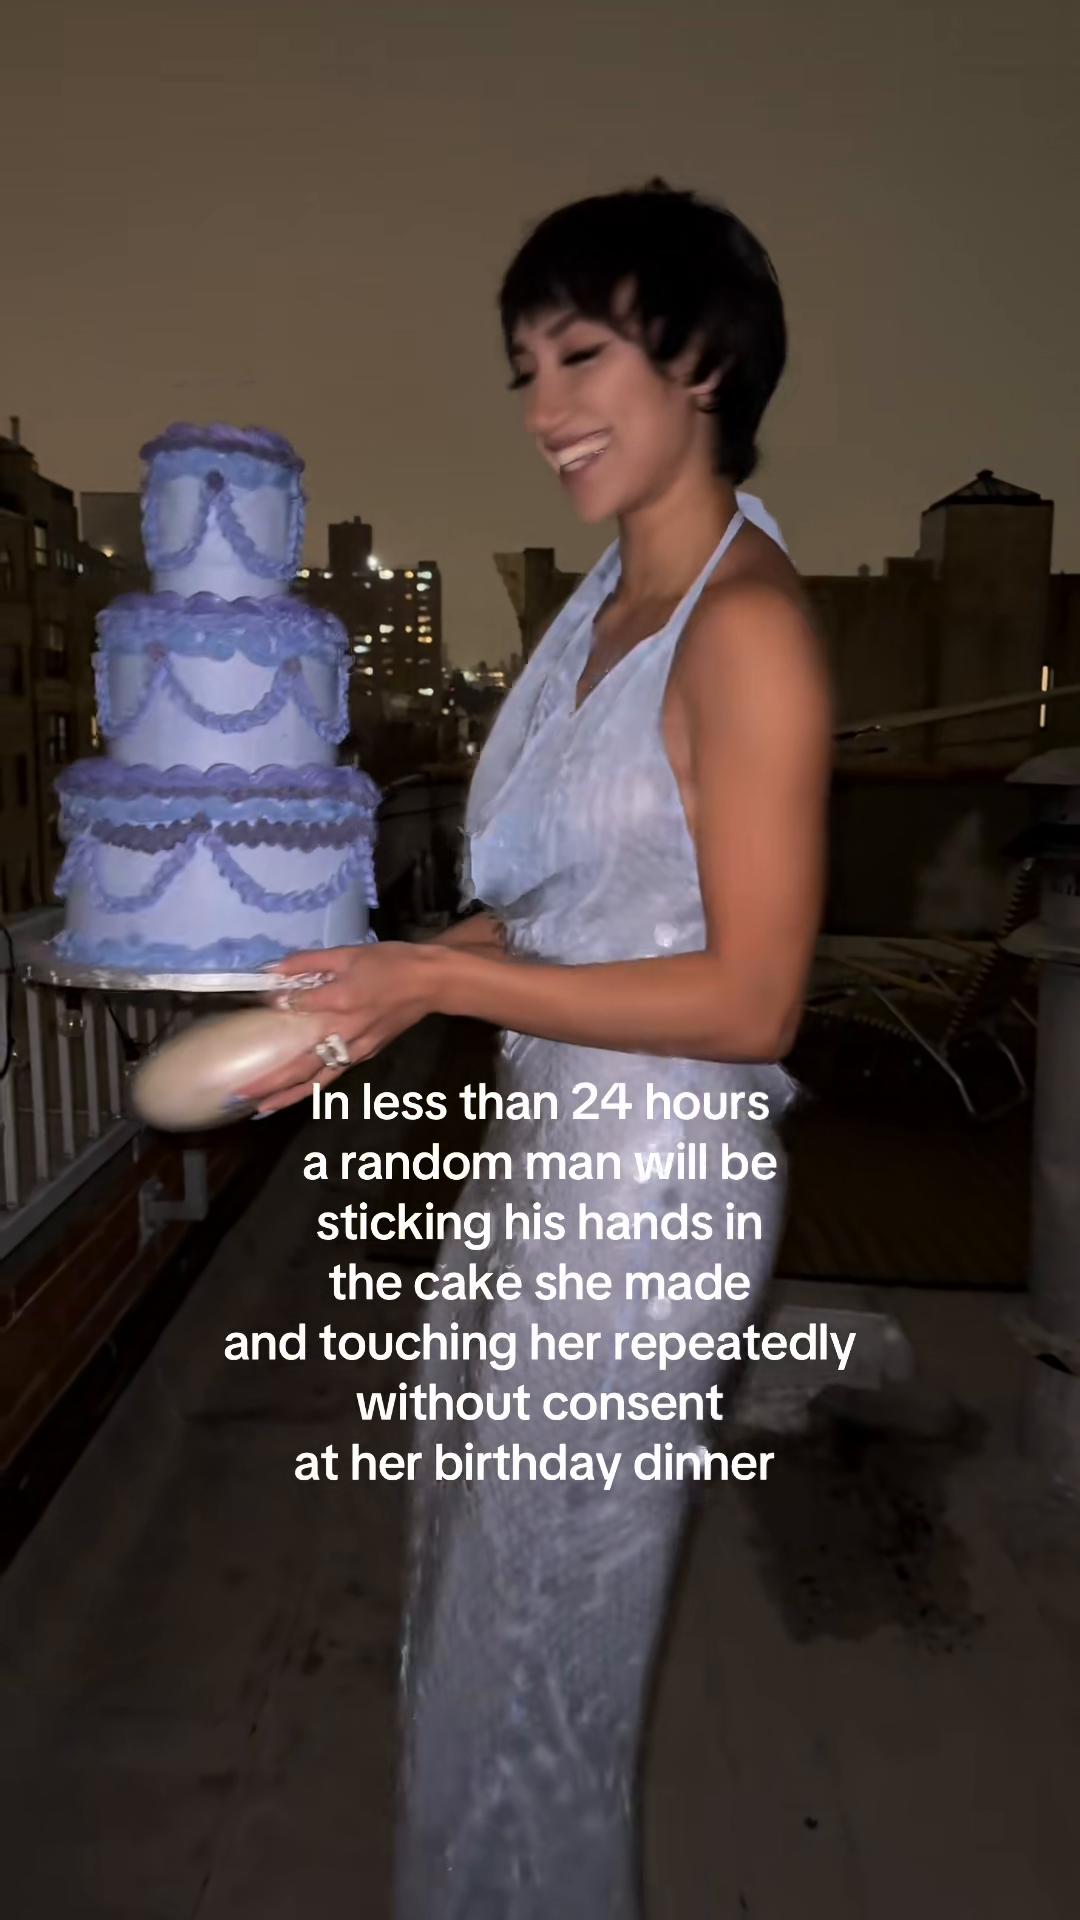 In less than 24 hours
a random man will be
sticking his hands in
the cake she made
and touching her repeatedly
without consent
at her birthday dinner